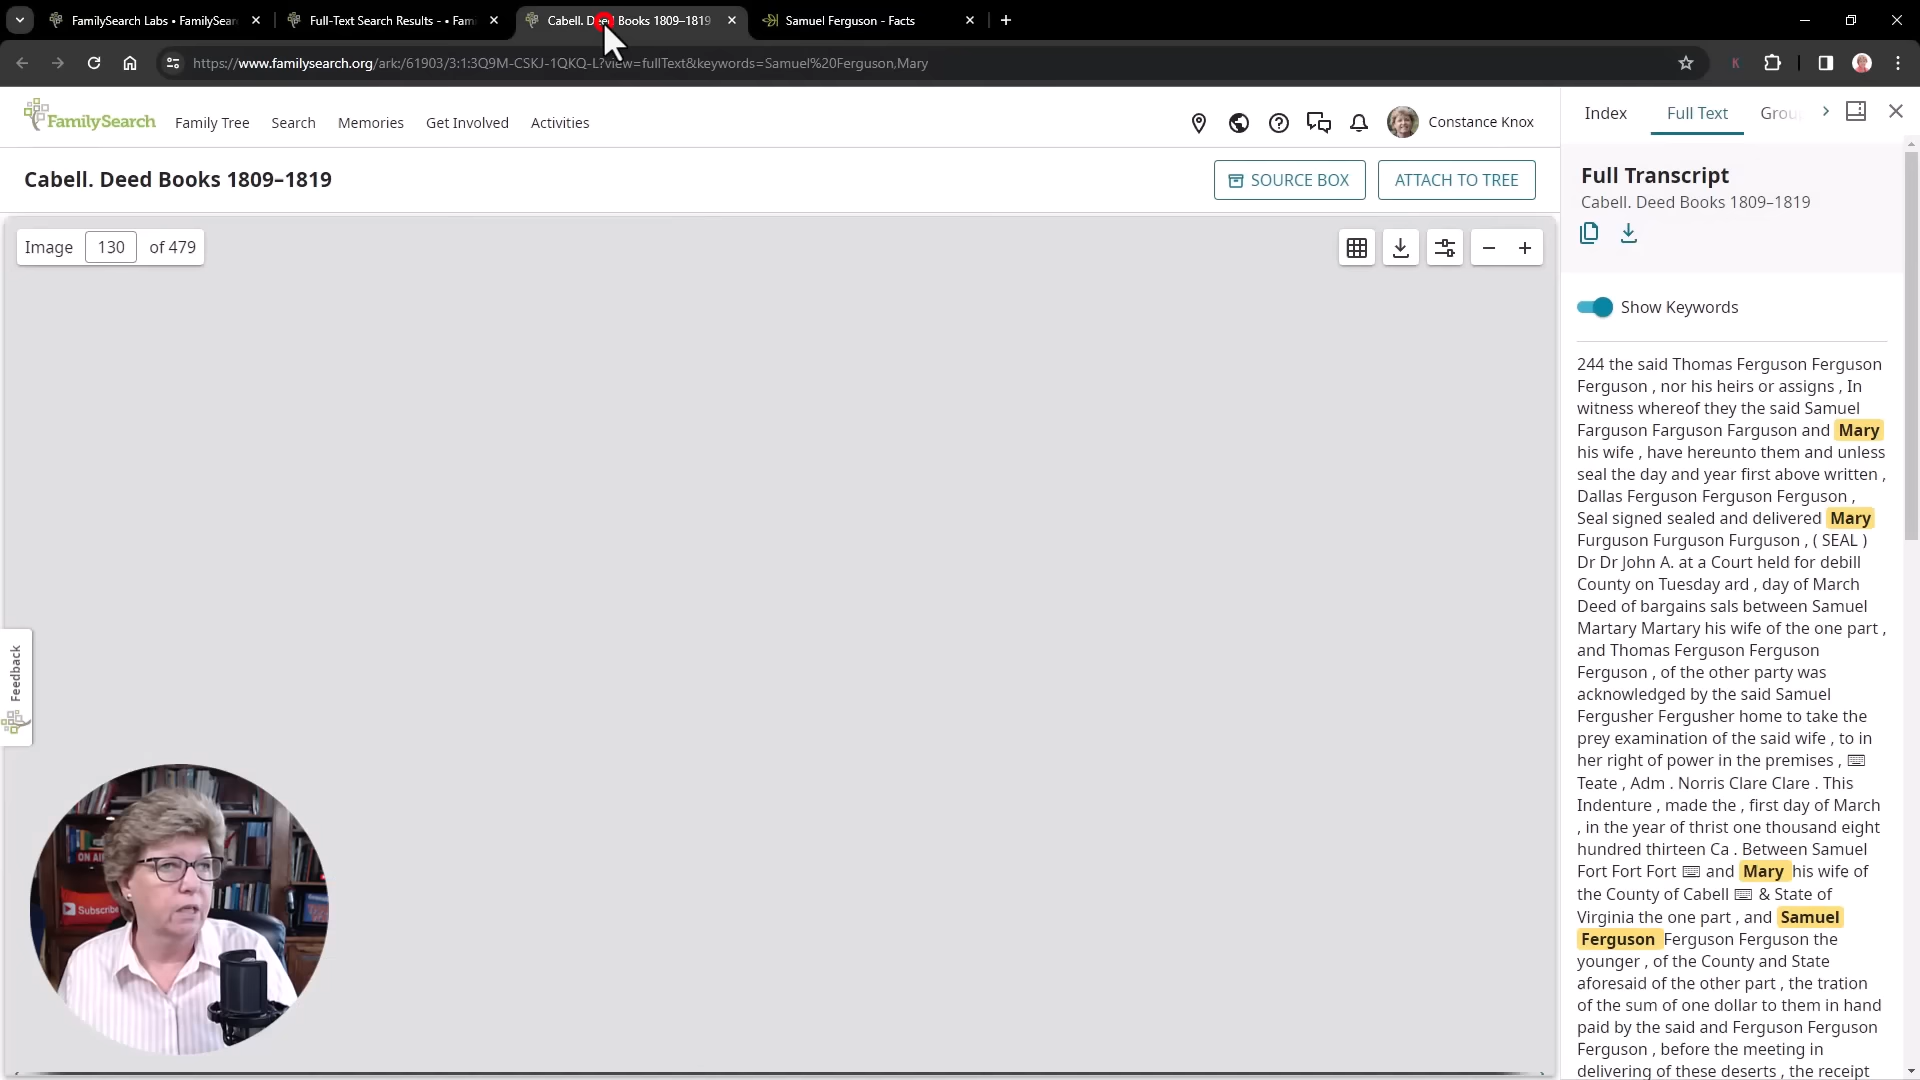 FamilySearch Labs • FamilySear
Full-Text Search Results - • Fam
Cabell. Deed Books 1809–1819
Samuel Ferguson - Facts
https://www.familysearch.org/ark:/61903/3:1:3Q9M-CSKJ-1QKQ-L?view=fullText&keywords=Samuel%20Ferguson,Mary
K
FamilySearch
Family Tree
Search
Memories
Get Involved
Activities
Constance Knox
Cabell. Deed Books 1809–1819
SOURCE BOX
ATTACH TO TREE
Image 130 of 479
Feedback
ON AI
Subscribe
Index
Full Text
Grou
Full Transcript
Cabell. Deed Books 1809–1819
Show Keywords
244 the said Thomas Ferguson Ferguson
Ferguson , nor his heirs or assigns , In
witness whereof they the said Samuel
Farguson Farguson Farguson and Mary
his wife , have hereunto them and unless
seal the day and year first above written ,
Dallas Ferguson Ferguson Ferguson ,
Seal signed sealed and delivered Mary
Furguson Furguson Furguson , ( SEAL )
Dr Dr John A. at a Court held for debill
County on Tuesday ard , day of March
Deed of bargains sals between Samuel
Martary Martary his wife of the one part ,
and Thomas Ferguson Ferguson
Ferguson , of the other party was
acknowledged by the said Samuel
Fergusher Fergusher home to take the
prey examination of the said wife , to in
her right of power in the premises ,
Teate , Adm . Norris Clare Clare . This
Indenture , made the , first day of March
, in the year of thrist one thousand eight
hundred thirteen Ca . Between Samuel
Fort Fort Fort and Mary his wife of
the County of Cabell & State of
Virginia the one part , and Samuel
Ferguson Ferguson Ferguson the
younger , of the County and State
aforesaid of the other part , the tration
of the sum of one dollar to them in hand
paid by the said and Ferguson Ferguson
Ferguson , before the meeting in
delivering of these deserts , the receipt